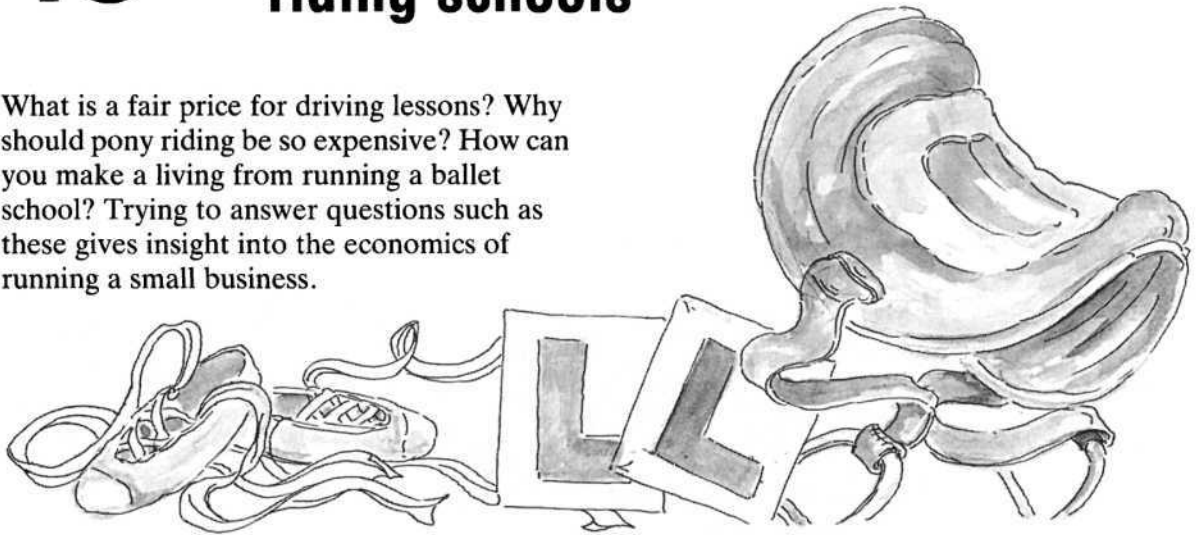 riding schools
What is a fair price for driving lessons? Why
should pony riding be so expensive? How can
you make a living from running a ballet
school? Trying to answer questions such as
these gives insight into the economics of
running a small business.
L L